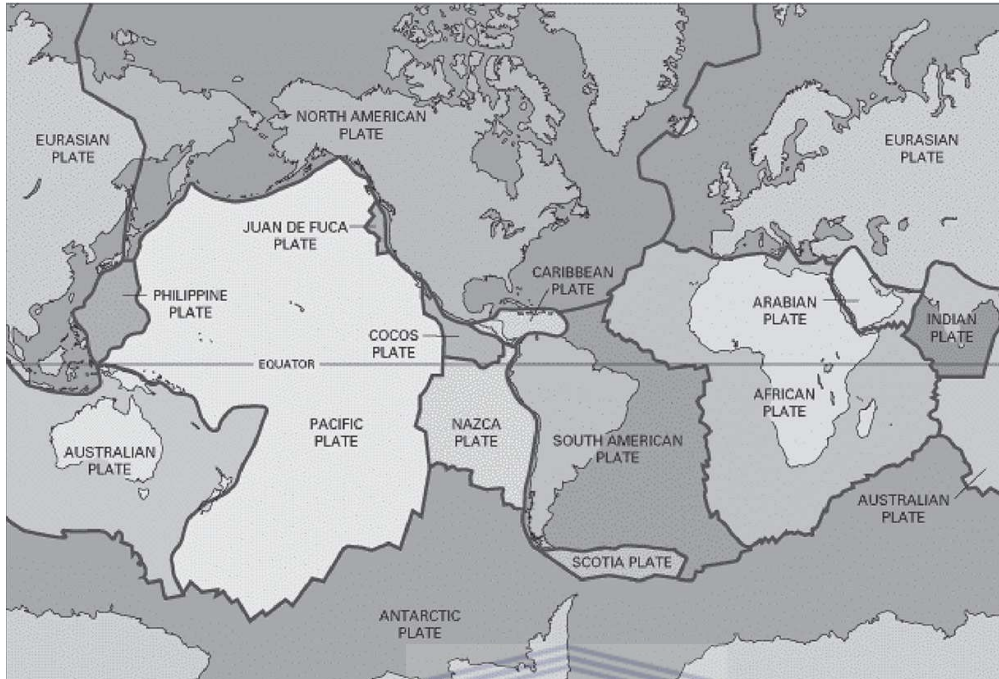 NORTH AMERICAN
PLATE
EURASIAN
PLATE
EURASIAN
PLATE
JUAN DE FUCA
PLATE
CARIBBEAN
PLATE
PHILIPPINE
PLATE
ARABIAN
PLATE
INDIAN
PLATE
COCOS
PLATE
EQUATOR
AFRICAN
PLATE
PACIFIC
PLATE
NAZCA
PLATE
SOUTH AMERICAN
PLATE
AUSTRALIAN
PLATE
AUSTRALIAN
PLATE
SCOTIA PLATE
ANTARCTIC
PLATE